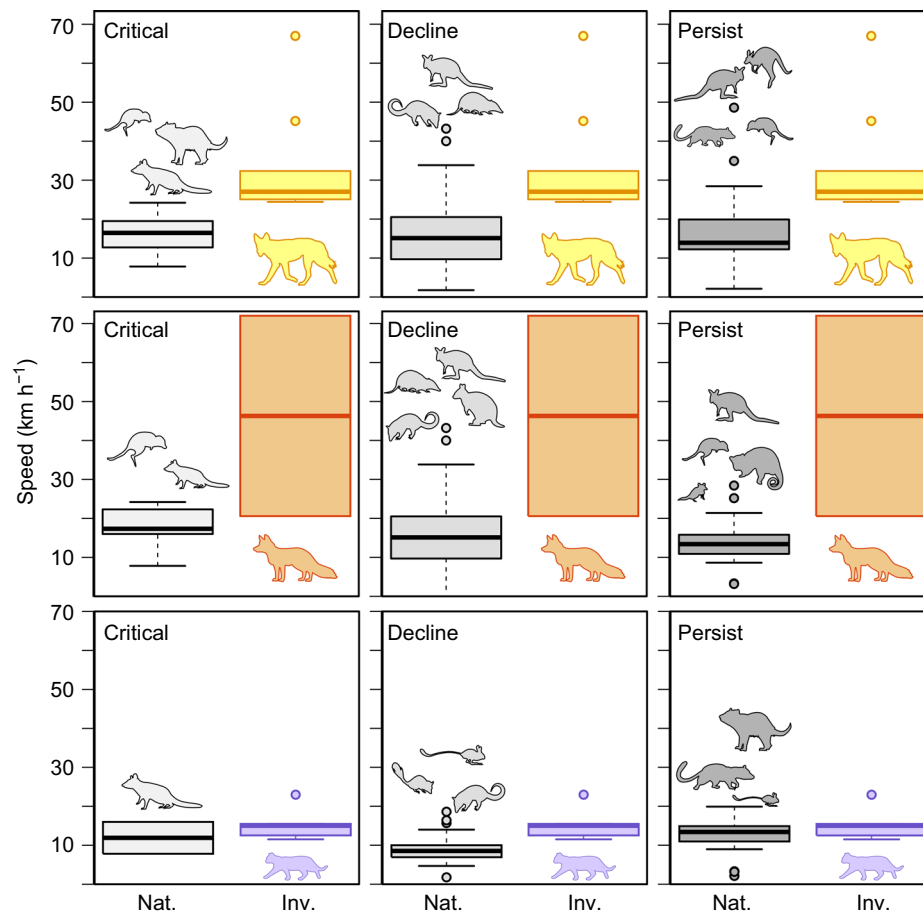 Critical
Decline
Persist
70
50
30
10
Critical
Decline
Persist
70
50
30
10
Speed (km h⁻¹)
Critical
Decline
Persist
70
50
30
10
Nat. Inv. Nat. Inv. Nat. Inv.